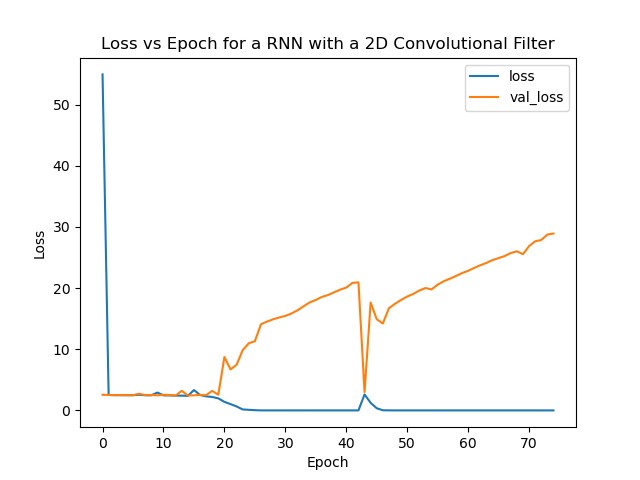 Loss vs Epoch for a RNN with a 2D Convolutional Filter
loss
val_loss
50
40
30
20
10
0
Loss
0 10 20 30 40 50 60 70
Epoch